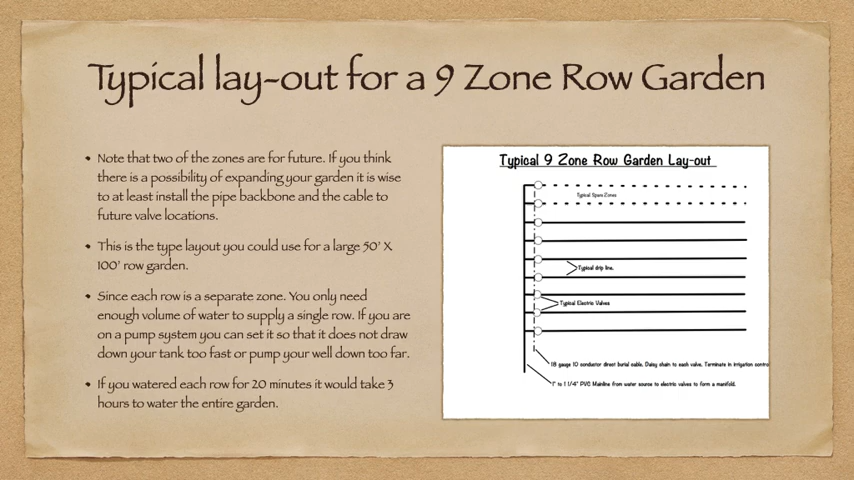 Typical lay-out for a 9 Zone Row Garden
• Note that two of the zones are for future. If you think
there is a possibility of expanding your garden it is wise
to at least install the pipe backbone and the cable to
future valve locations.
• This is the type layout you could use for a large 50' X
100' row garden.
• Since each row is a separate zone. You only need
enough volume of water to supply a single row. If you are
on a pump system you can set it so that it does not draw
down your tank too fast or pump your well down too far.
• If you watered each row for 20 minutes it would take 3
hours to water the entire garden.
Typical 9 Zone Row Garden Lay-out
Typical Spare Zones
Typical drip line.
Typical Electric Valves
18 gauge 10 conductor direct burial cable. Daisy chain to each valve. Terminate in irrigation contro
1" to 1 1/4" PVC Mainline from water source to electric valves to form a manifold.